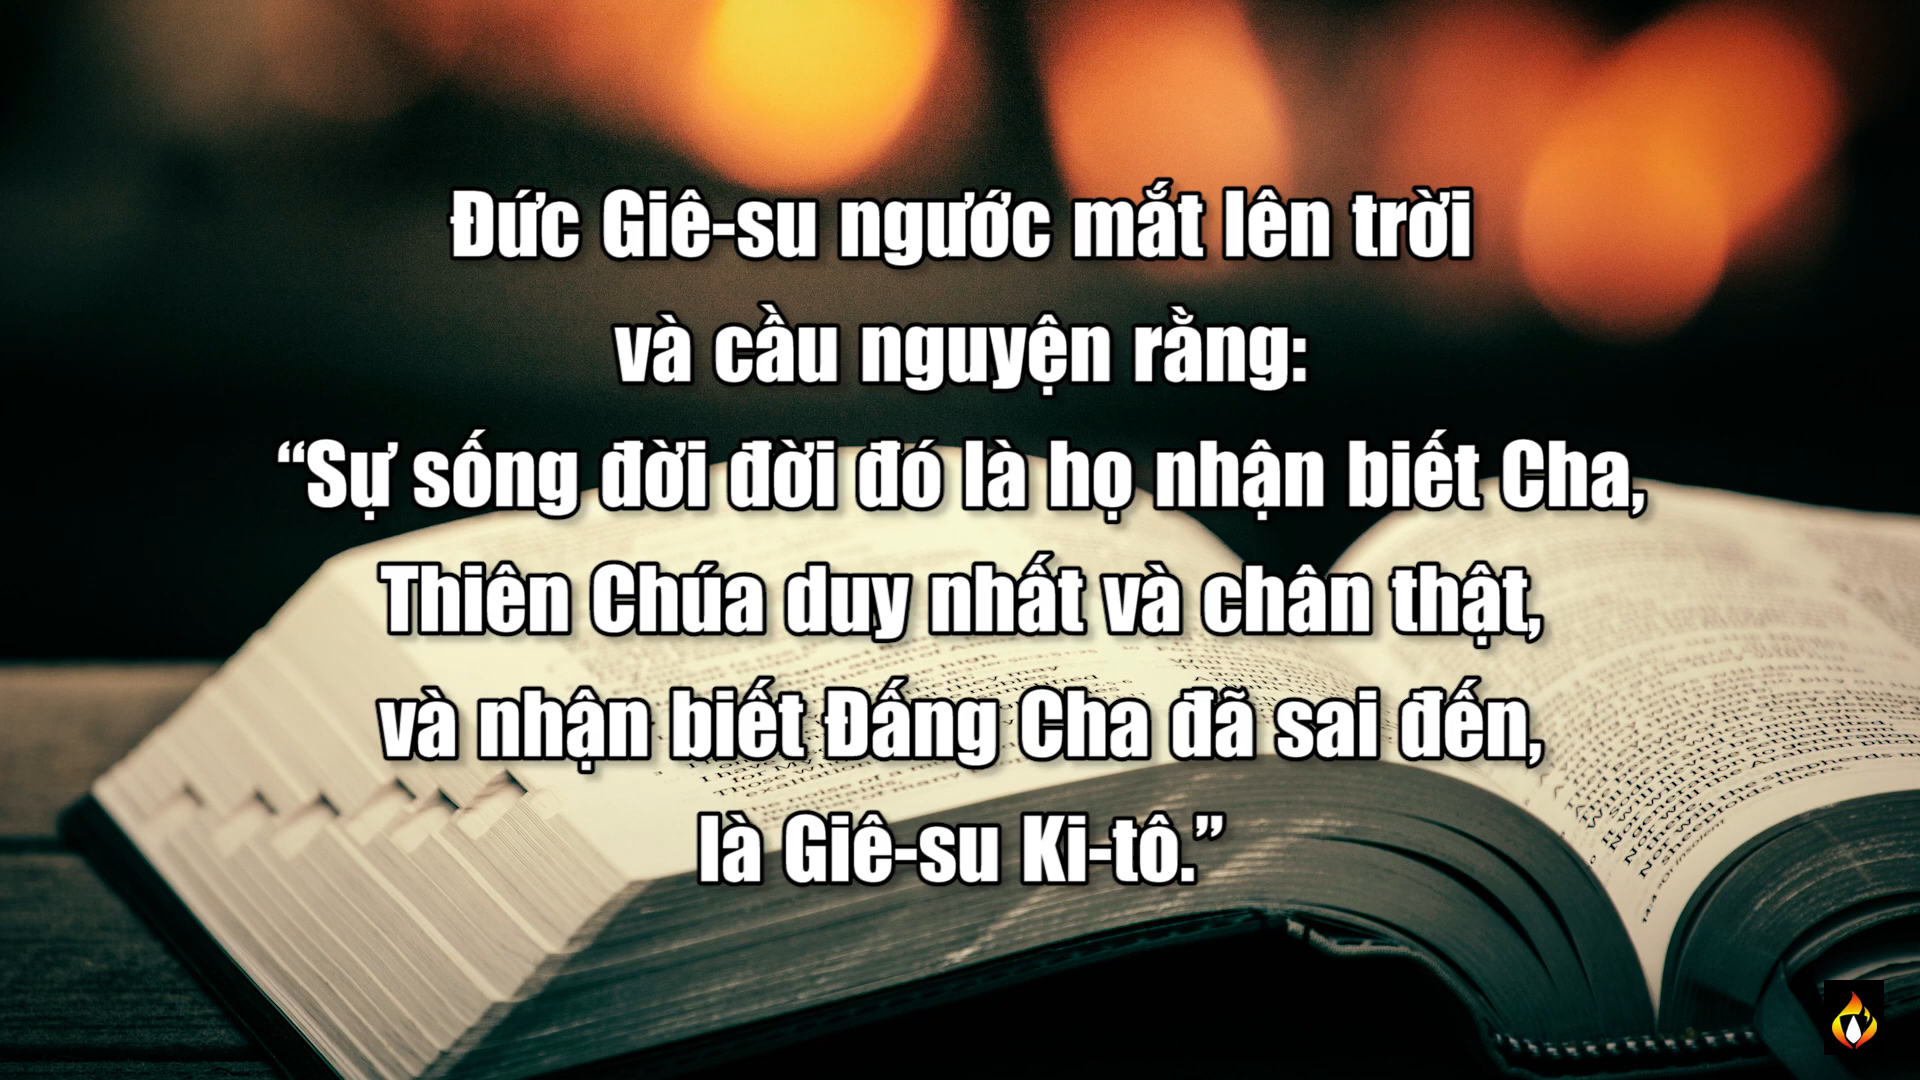 Đức Giê-su ngước mắt lên trời
và cầu nguyện rằng:
“Sự sống đời đời đó là họ nhận biết Cha,
Thiên Chúa duy nhất và chân thật,
và nhận biết Đấng Cha đã sai đến,
là Giê-su Ki-tô.”